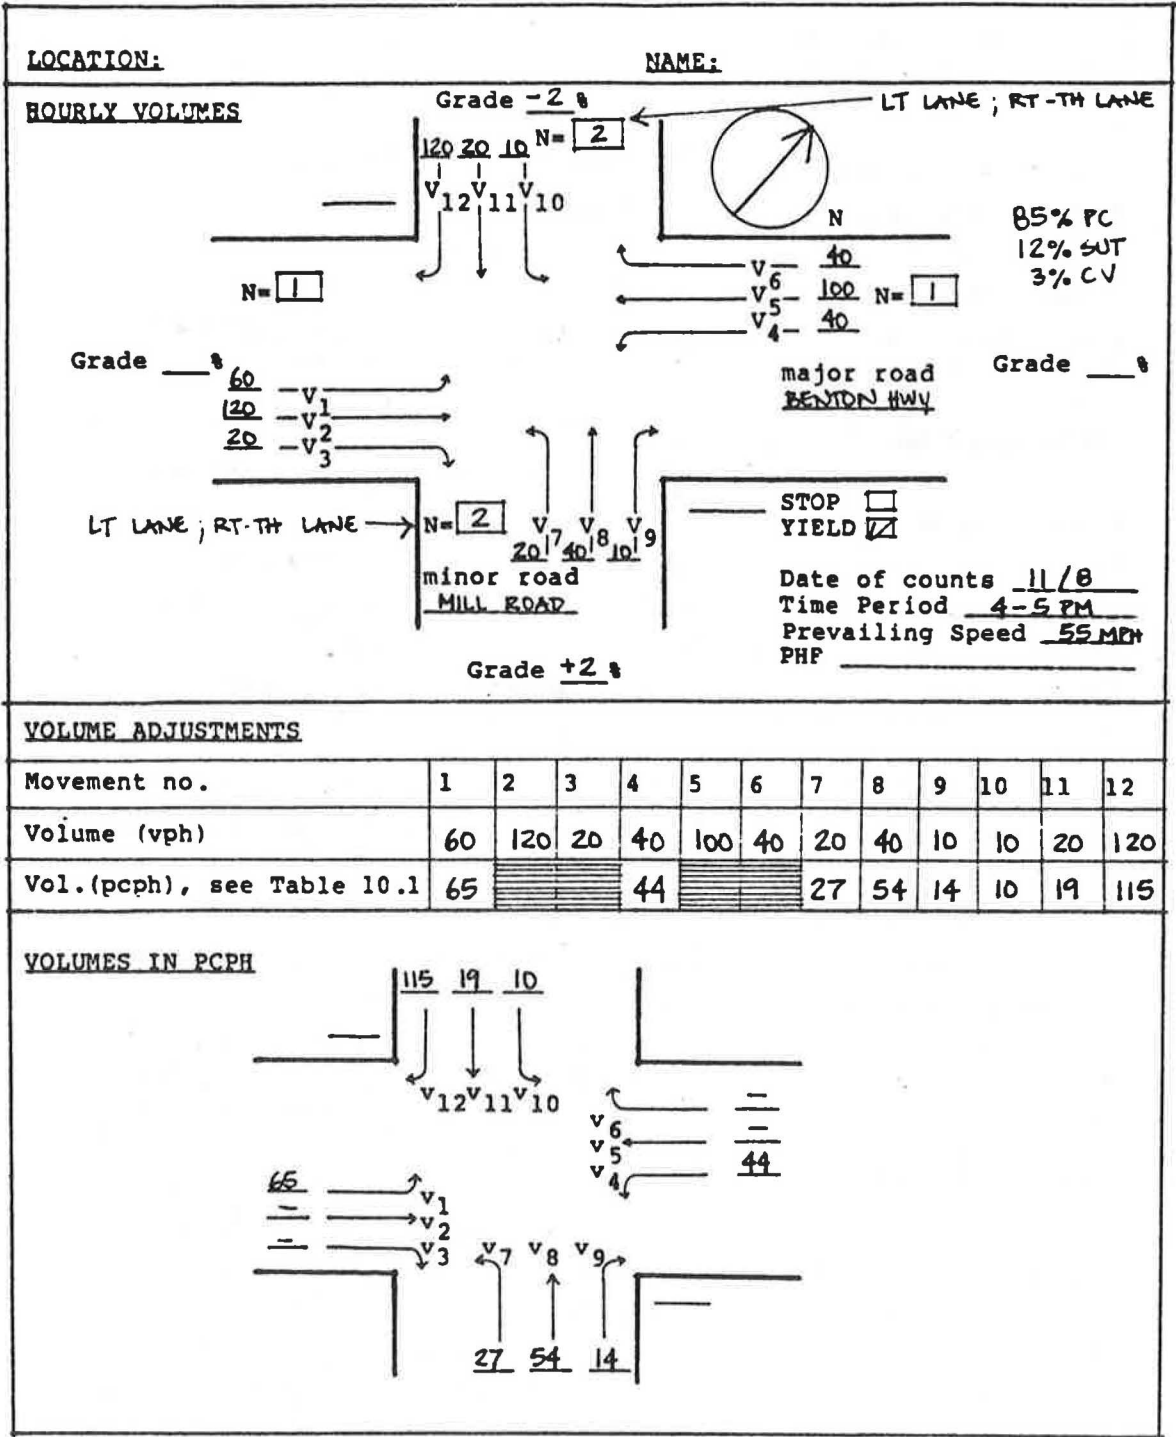 LOCATION: NAME:
HOURLY VOLUMES
Grade -2 %
LT LANE ; RT-TH LANE
N= 2
120 20 10
V12 V11 V10
N
85% PC
12% SUT
3% CV
N= 1
V6 40
V5 100 N= 1
V4 40
Grade ___ %
Grade ___ %
60 V1
120 V2
20 V3
major road
BENTON HWY
LT LANE ; RT-TH LANE
N= 2
V7 V8 V9
20 40 10
minor road
MILL ROAD
STOP
YIELD
Date of counts 11/8
Time Period 4-5 PM
Prevailing Speed 55 MPH
PHF
Grade +2 %
VOLUME ADJUSTMENTS
Movement no. 1 2 3 4 5 6 7 8 9 10 11 12
Volume (vph) 60 120 20 40 100 40 20 40 10 10 20 120
Vol.(pcph), see Table 10.1 65 44 27 54 14 10 19 115
VOLUMES IN PCPH
115 19 10
v12 v11 v10
v6 -
v5 -
v4 44
65 v1
- v2
- v3
v7 v8 v9
27 54 14